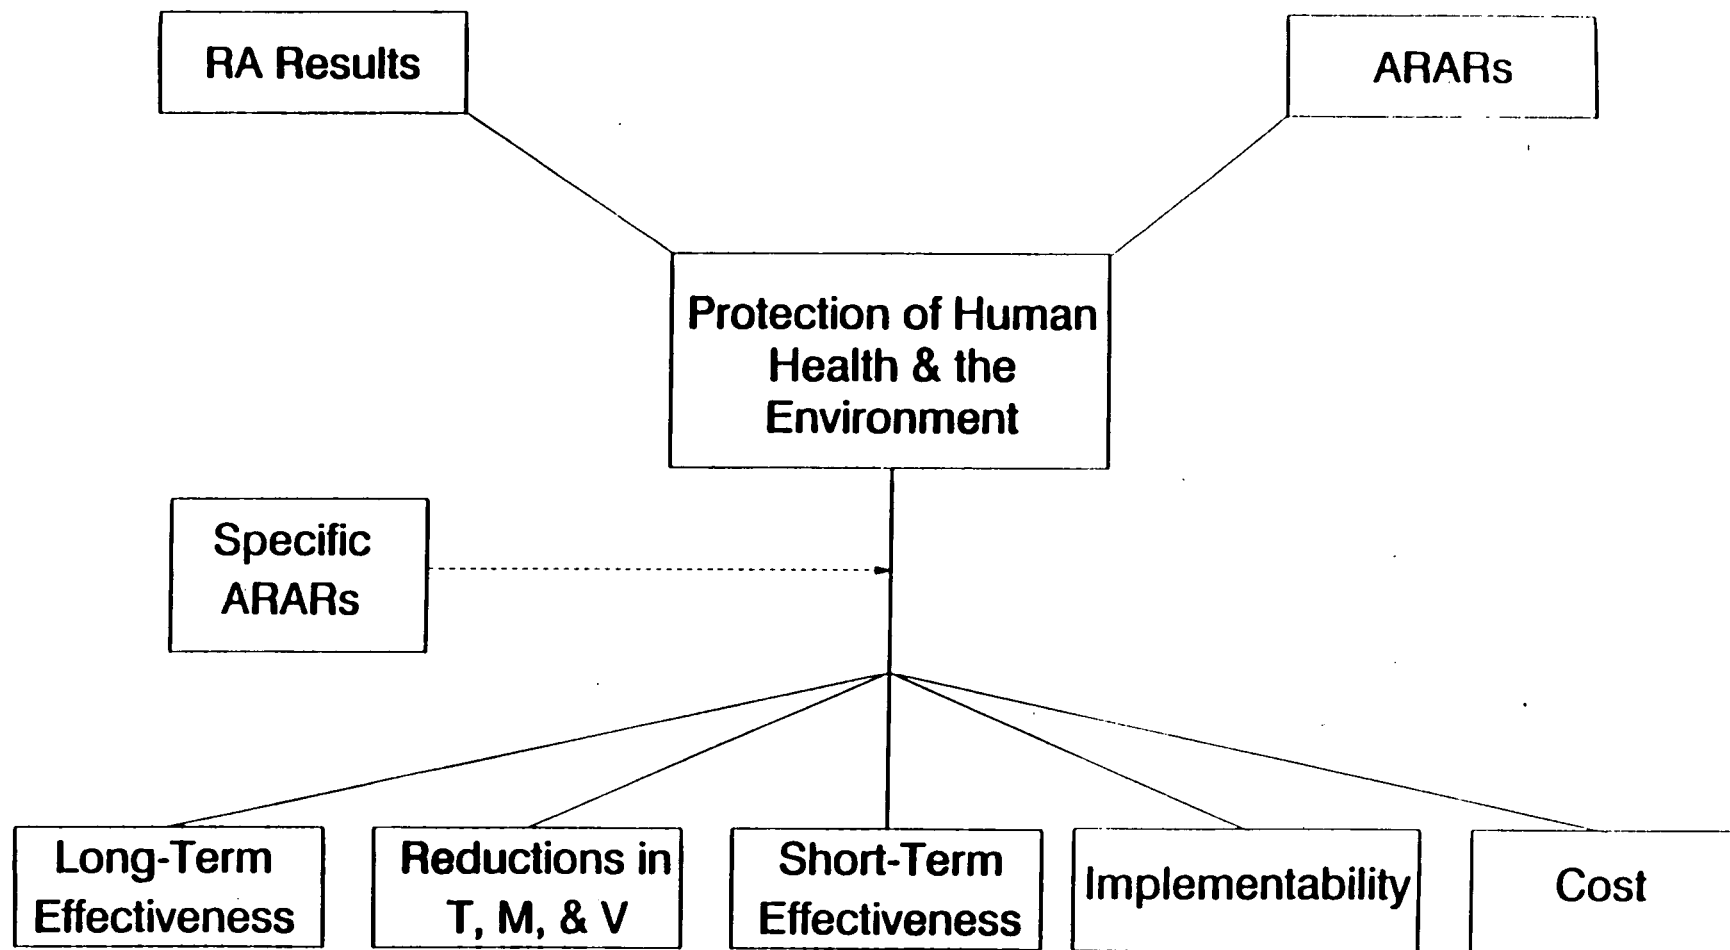 RA Results
ARARs
Protection of Human
Health & the
Environment
Specific
ARARs
Long-Term
Effectiveness
Reductions in
T, M, & V
Short-Term
Effectiveness
Implementability
Cost